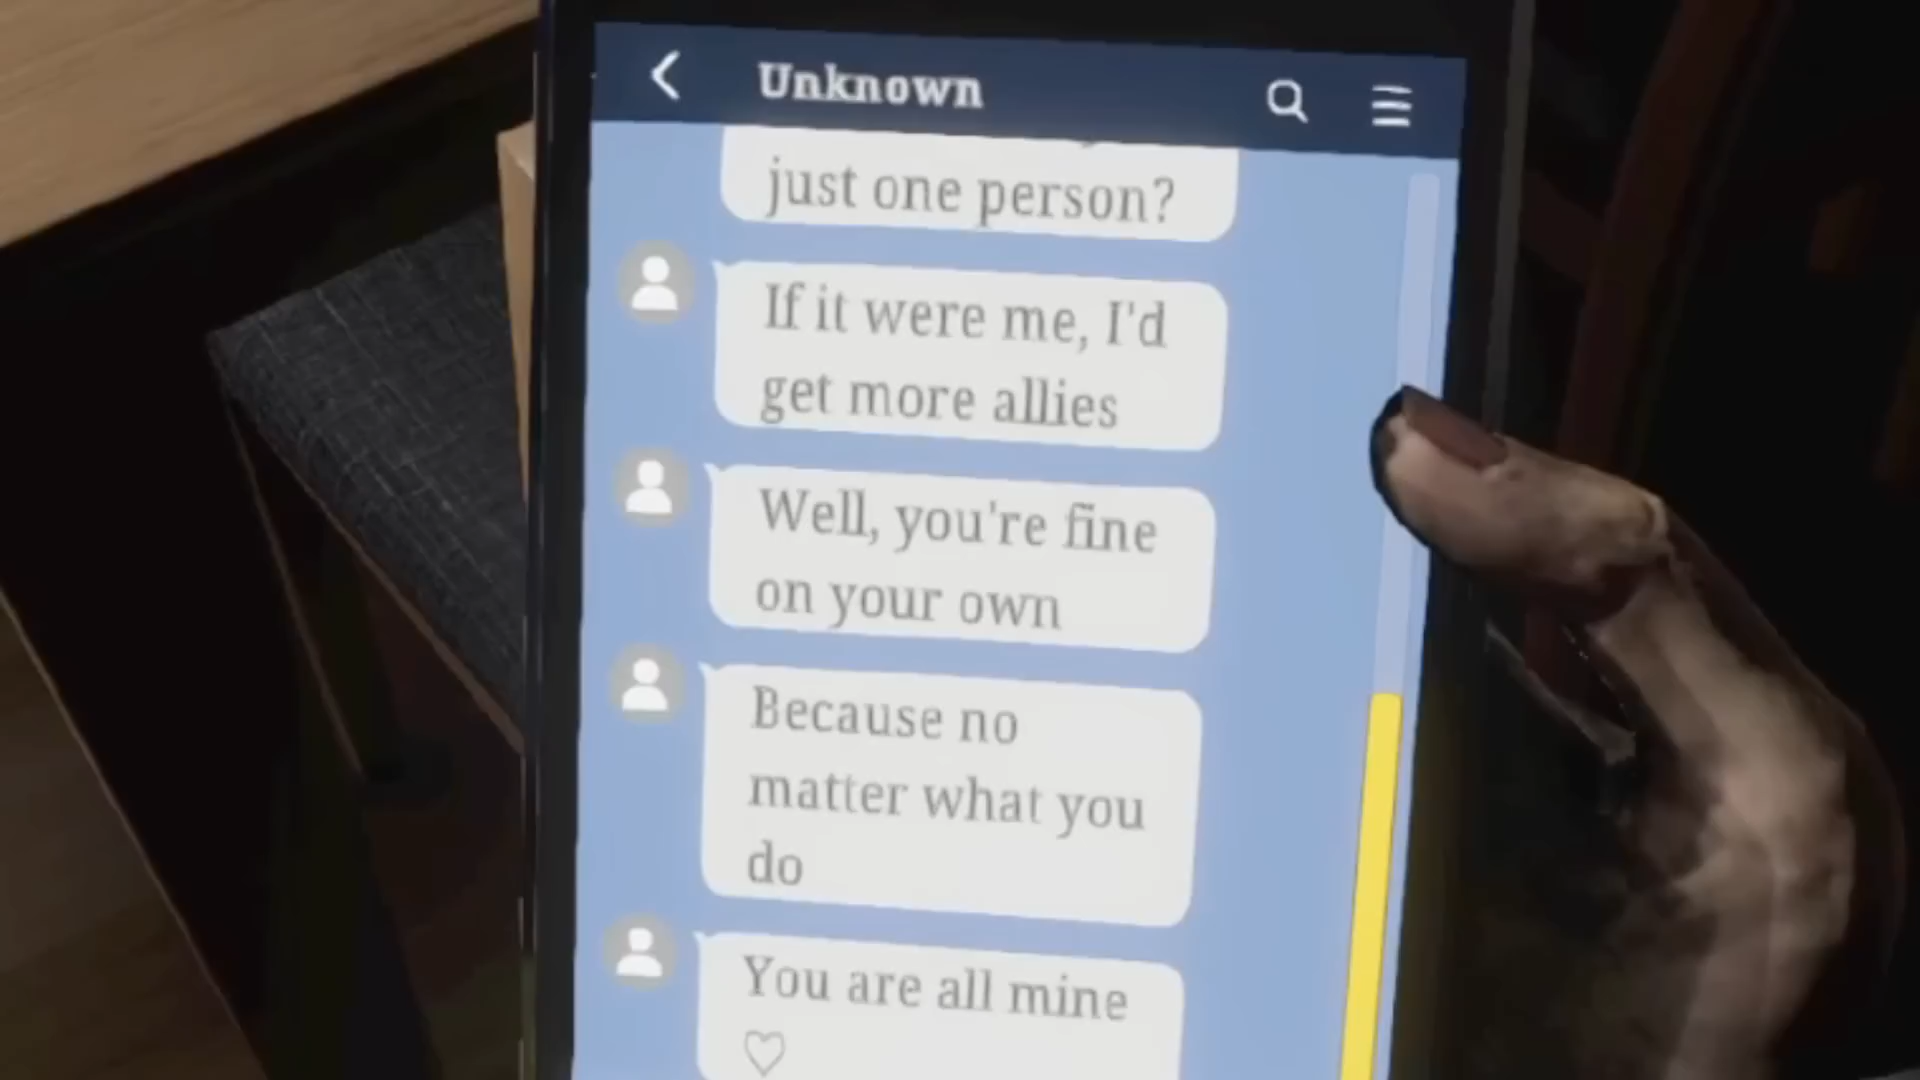 Unknown
just one person?
If it were me, I'd
get more allies
Well, you're fine
on your own
Because no
matter what you
do
You are all mine
♡